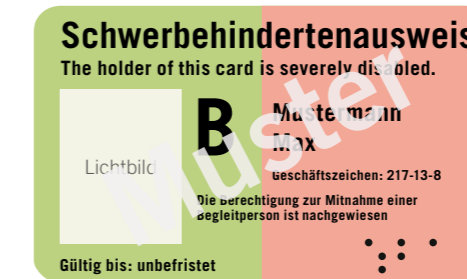 Schwerbehindertenausweis
The holder of this card is severely disabled.
Lichtbild
B
Mustermann
Max
Geschäftszeichen: 217-13-8
Die Berechtigung zur Mitnahme einer
Begleitperson ist nachgewiesen
Gültig bis: unbefristet
Muster